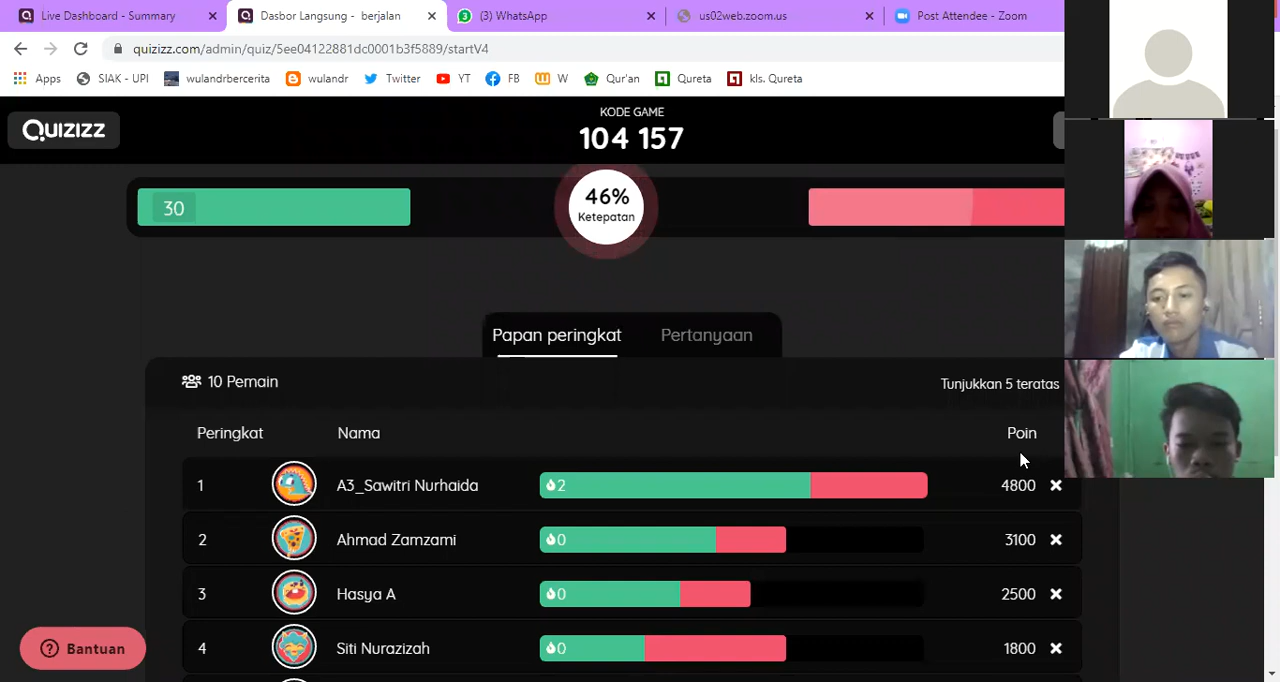 Live Dashboard - Summary
Dasbor Langsung - berjalan
(3) WhatsApp
us02web.zoom.us
Post Attendee - Zoom
quizizz.com/admin/quiz/5ee04122881dc0001b3f5889/startV4
Apps
SIAK - UPI
wulandrbercerita
wulandr
Twitter
YT
FB
W
Qur'an
Qureta
kls. Qureta
Quizizz
KODE GAME
104 157
30
46%
Ketepatan
Papan peringkat
Pertanyaan
10 Pemain
Tunjukkan 5 teratas
Peringkat
Nama
Poin
1
A3_Sawitri Nurhaida
2
4800
2
Ahmad Zamzami
0
3100
3
Hasya A
0
2500
4
Siti Nurazizah
0
1800
Bantuan